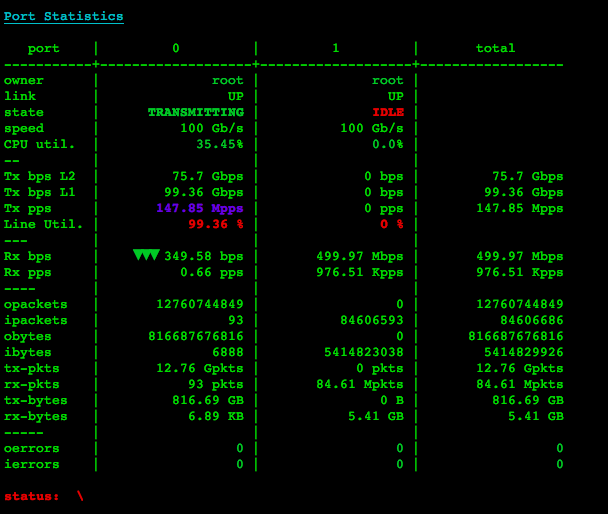 Port Statistics
port | 0 | 1 | total
-----------+-------------------+-------------------+------------------
owner | root | root |
link | UP | UP |
state | TRANSMITTING | IDLE |
speed | 100 Gb/s | 100 Gb/s |
CPU util. | 35.45% | 0.0% |
-- | | |
Tx bps L2 | 75.7 Gbps | 0 bps | 75.7 Gbps
Tx bps L1 | 99.36 Gbps | 0 bps | 99.36 Gbps
Tx pps | 147.85 Mpps | 0 pps | 147.85 Mpps
Line Util. | 99.36 % | 0 % |
--- | | |
Rx bps | ▼▼▼ 349.58 bps | 499.97 Mbps | 499.97 Mbps
Rx pps | 0.66 pps | 976.51 Kpps | 976.51 Kpps
---- | | |
opackets | 12760744849 | 0 | 12760744849
ipackets | 93 | 84606593 | 84606686
obytes | 816687676816 | 0 | 816687676816
ibytes | 6888 | 5414823038 | 5414829926
tx-pkts | 12.76 Gpkts | 0 pkts | 12.76 Gpkts
rx-pkts | 93 pkts | 84.61 Mpkts | 84.61 Mpkts
tx-bytes | 816.69 GB | 0 B | 816.69 GB
rx-bytes | 6.89 KB | 5.41 GB | 5.41 GB
----- | | |
oerrors | 0 | 0 | 0
ierrors | 0 | 0 | 0
status: \